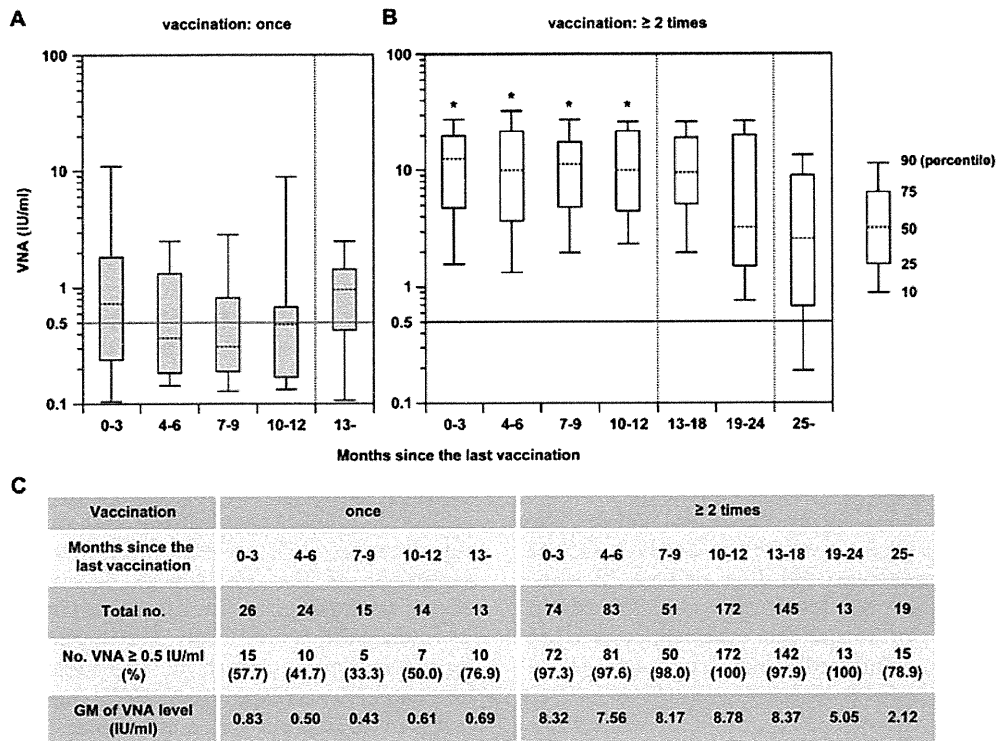 A
vaccination: once
B
vaccination: ≥ 2 times
100
10
1
0.5
0.1
VNA (IU/ml)
0-3 4-6 7-9 10-12 13-
100
10
1
0.5
0.1
0-3 4-6 7-9 10-12 13-18 19-24 25-
* * * *
90 (percentile)
75
50
25
10
Months since the last vaccination
C
Vaccination once ≥ 2 times
Months since the
last vaccination
0-3 4-6 7-9 10-12 13- 0-3 4-6 7-9 10-12 13-18 19-24 25-
Total no. 26 24 15 14 13 74 83 51 172 145 13 19
No. VNA ≥ 0.5 IU/ml 15 10 5 7 10 72 81 50 172 142 13 15
(%) (57.7) (41.7) (33.3) (50.0) (76.9) (97.3) (97.6) (98.0) (100) (97.9) (100) (78.9)
GM of VNA level
(IU/ml)
0.83 0.50 0.43 0.61 0.69 8.32 7.56 8.17 8.78 8.37 5.05 2.12